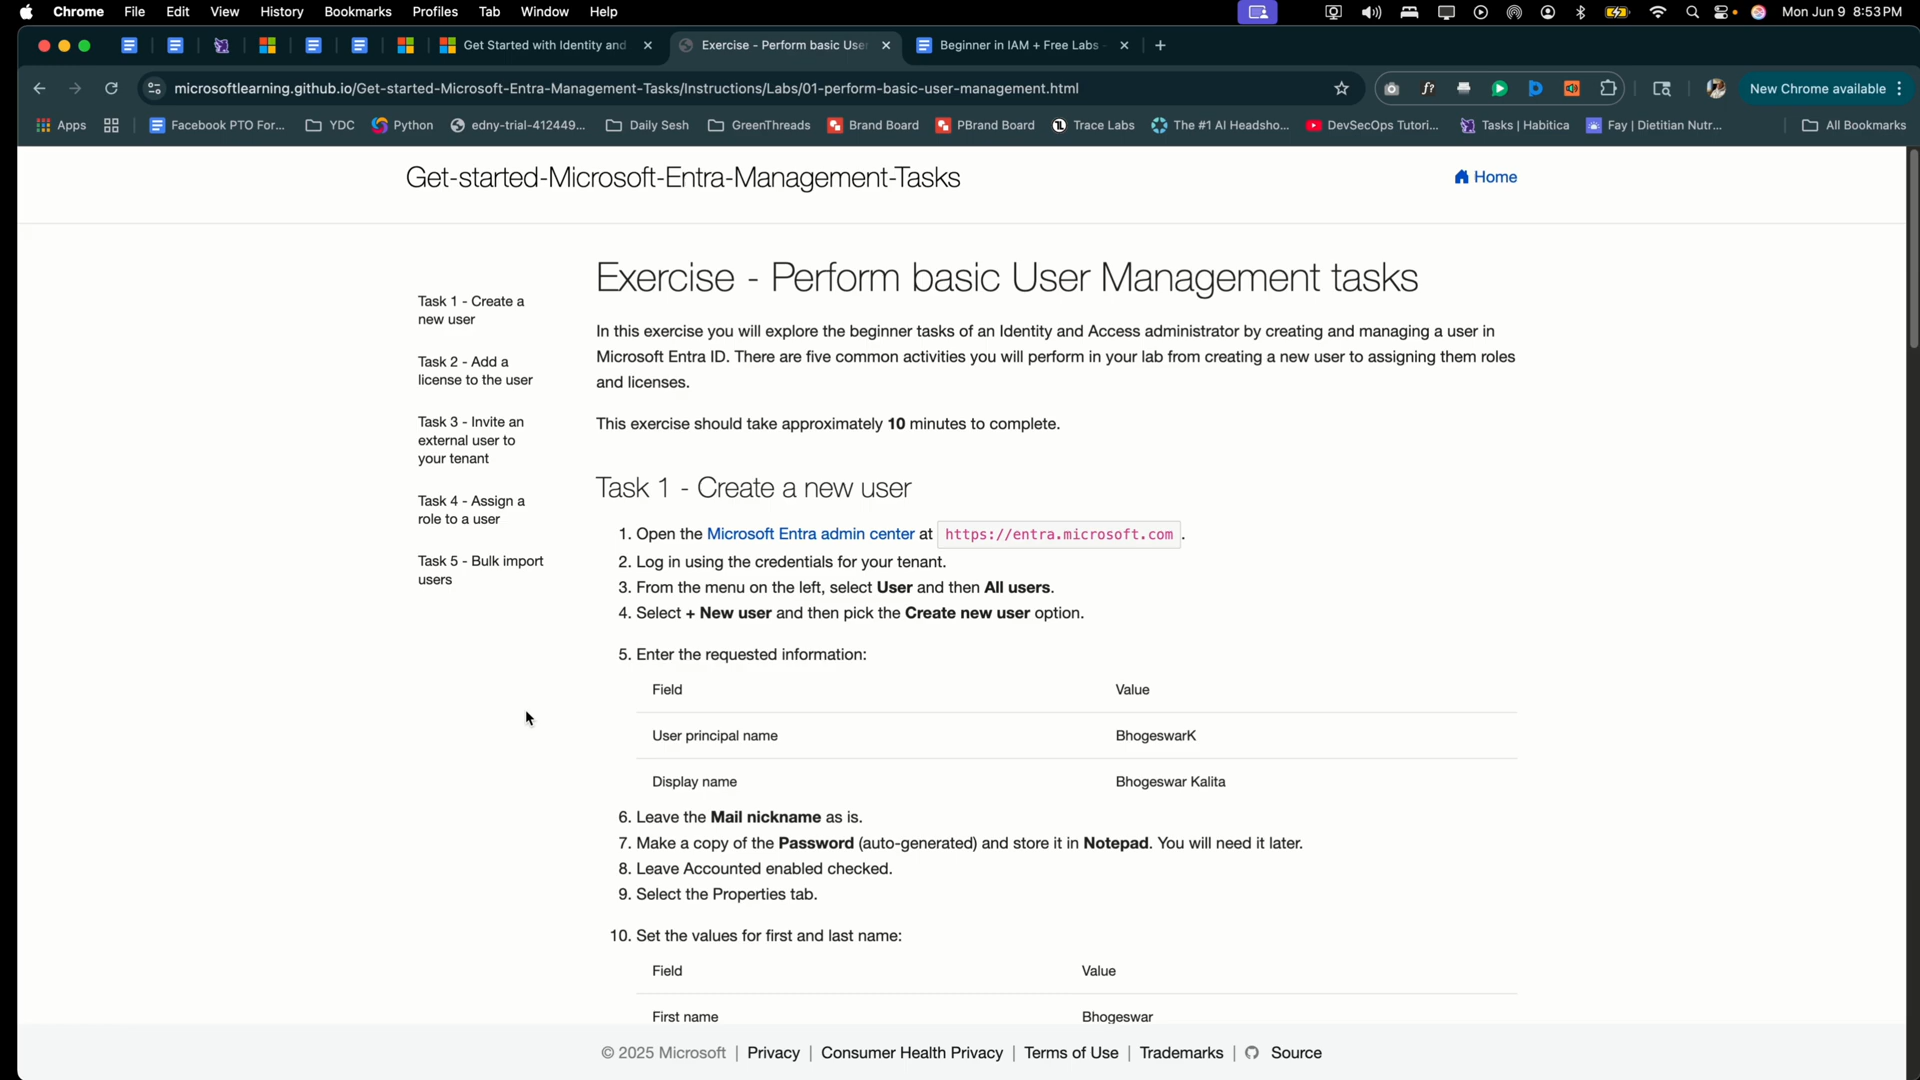 Chrome File Edit View History Bookmarks Profiles Tab Window Help Mon Jun 9 8:53 PM
Get Started with Identity and Exercise - Perform basic User Beginner in IAM + Free Labs
microsoftlearning.github.io/Get-started-Microsoft-Entra-Management-Tasks/Instructions/Labs/01-perform-basic-user-management.html New Chrome available
Apps Facebook PTO For... YDC Python edny-trial-412449... Daily Sesh GreenThreads Brand Board PBrand Board Trace Labs The #1 AI Headsho... DevSecOps Tutori... Tasks | Habitica Fay | Dietitian Nutr... All Bookmarks
Get-started-Microsoft-Entra-Management-Tasks Home
Task 1 - Create a
new user
Task 2 - Add a
license to the user
Task 3 - Invite an
external user to
your tenant
Task 4 - Assign a
role to a user
Task 5 - Bulk import
users
Exercise - Perform basic User Management tasks
In this exercise you will explore the beginner tasks of an Identity and Access administrator by creating and managing a user in
Microsoft Entra ID. There are five common activities you will perform in your lab from creating a new user to assigning them roles
and licenses.
This exercise should take approximately 10 minutes to complete.
Task 1 - Create a new user
1. Open the Microsoft Entra admin center at https://entra.microsoft.com.
2. Log in using the credentials for your tenant.
3. From the menu on the left, select User and then All users.
4. Select + New user and then pick the Create new user option.
5. Enter the requested information:
Field Value
User principal name BhogeswarK
Display name Bhogeswar Kalita
6. Leave the Mail nickname as is.
7. Make a copy of the Password (auto-generated) and store it in Notepad. You will need it later.
8. Leave Accounted enabled checked.
9. Select the Properties tab.
10. Set the values for first and last name:
Field Value
First name Bhogeswar
© 2025 Microsoft | Privacy | Consumer Health Privacy | Terms of Use | Trademarks | Source